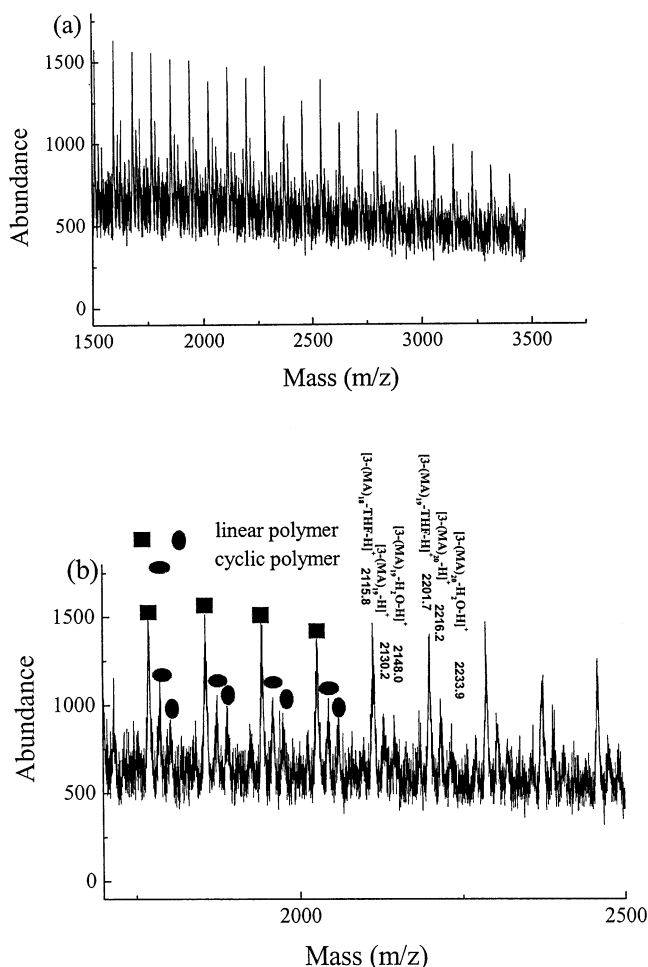 (a)
1500
1000
500
0
Abundance
1500
2000
2500
3000
3500
Mass (m/z)
linear polymer
cyclic polymer
(b)
[3-(MA)₁₈-THF-H]⁺ 2115.8
[3-(MA)₁₉-H]⁺ 2130.2
[3-(MA)₁₉-H₂O-H]⁺ 2148.0
[3-(MA)₁₉-THF-H]⁺ 2201.7
[3-(MA)₂₀-H]⁺ 2216.2
[3-(MA)₂₀-H₂O-H]⁺ 2233.9
1500
1000
500
0
Abundance
2000
2500
Mass (m/z)